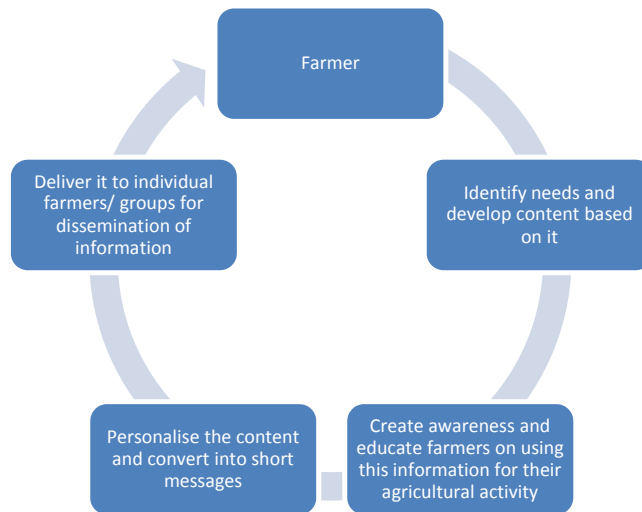 Farmer
Identify needs and
develop content based
on it
Create awareness and
educate farmers on using
this information for their
agricultural activity
Personalise the content
and convert into short
messages
Deliver it to individual
farmers/ groups for
dissemination of
information